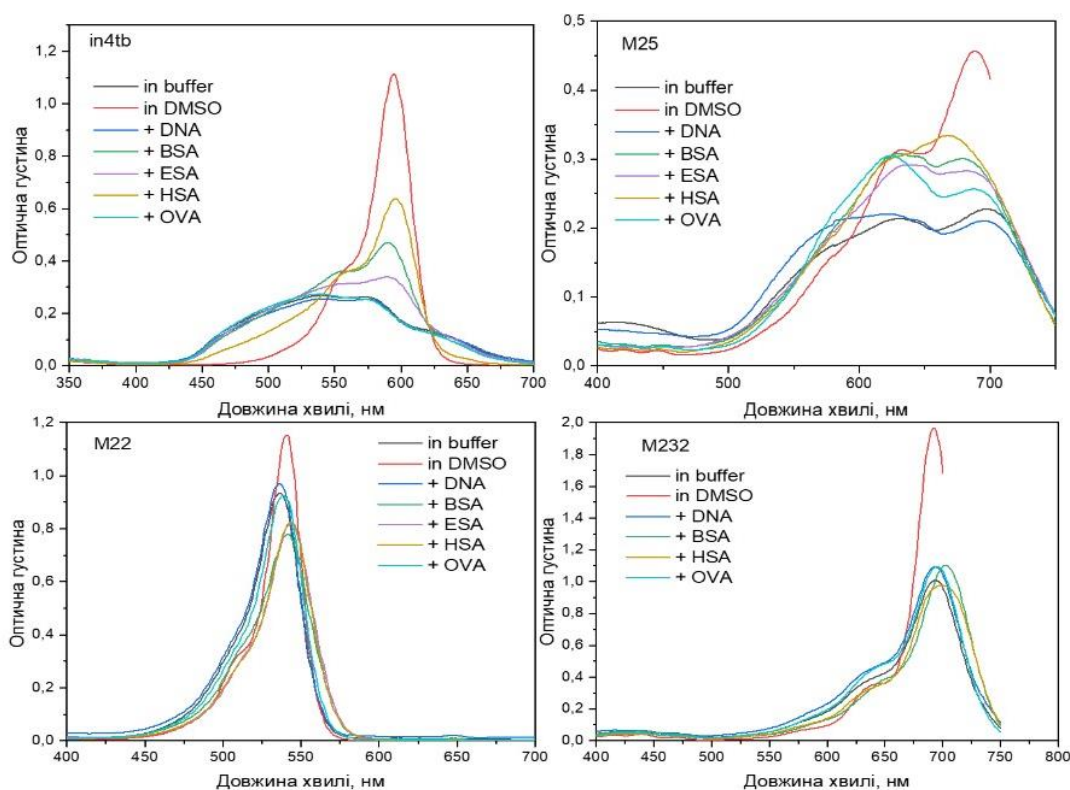 in4tb
in buffer
in DMSO
+ DNA
+ BSA
+ ESA
+ HSA
+ OVA
Оптична густина
1,2
1,0
0,8
0,6
0,4
0,2
0,0
350 400 450 500 550 600 650 700
Довжина хвилі, нм
M25
in buffer
in DMSO
+ DNA
+ BSA
+ ESA
+ HSA
+ OVA
Оптична густина
0,5
0,4
0,3
0,2
0,1
0,0
400 500 600 700
Довжина хвилі, нм
M22
in buffer
in DMSO
+ DNA
+ BSA
+ ESA
+ HSA
+ OVA
Оптична густина
1,2
1,0
0,8
0,6
0,4
0,2
0,0
400 450 500 550 600 650 700
Довжина хвилі, нм
M232
in buffer
in DMSO
+ DNA
+ BSA
+ HSA
+ OVA
Оптична густина
2,0
1,8
1,6
1,4
1,2
1,0
0,8
0,6
0,4
0,2
0,0
400 450 500 550 600 650 700 750 800
Довжина хвилі, нм